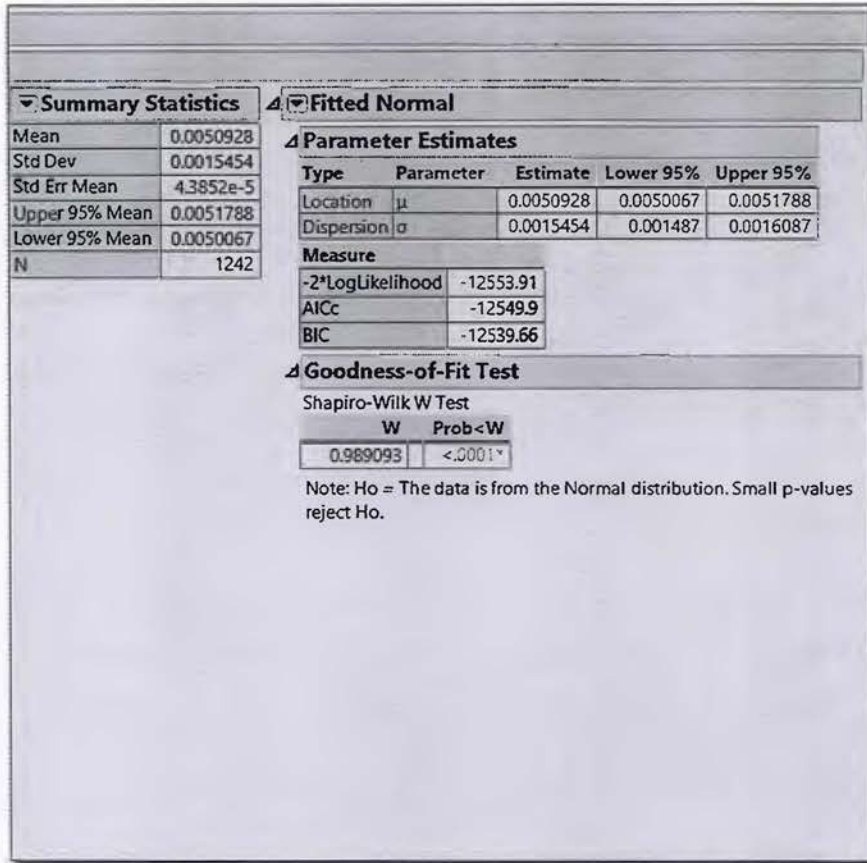 Summary Statistics
Mean 0.0050928
Std Dev 0.0015454
Std Err Mean 4.3852e-5
Upper 95% Mean 0.0051788
Lower 95% Mean 0.0050067
N 1242
Fitted Normal
Parameter Estimates
Type Parameter Estimate Lower 95% Upper 95%
Location μ 0.0050928 0.0050067 0.0051788
Dispersion σ 0.0015454 0.001487 0.0016087
Measure
-2*LogLikelihood -12553.91
AICc -12549.9
BIC -12539.66
Goodness-of-Fit Test
Shapiro-Wilk W Test
W Prob<W
0.989093 <.0001*
Note: Ho = The data is from the Normal distribution. Small p-values
reject Ho.